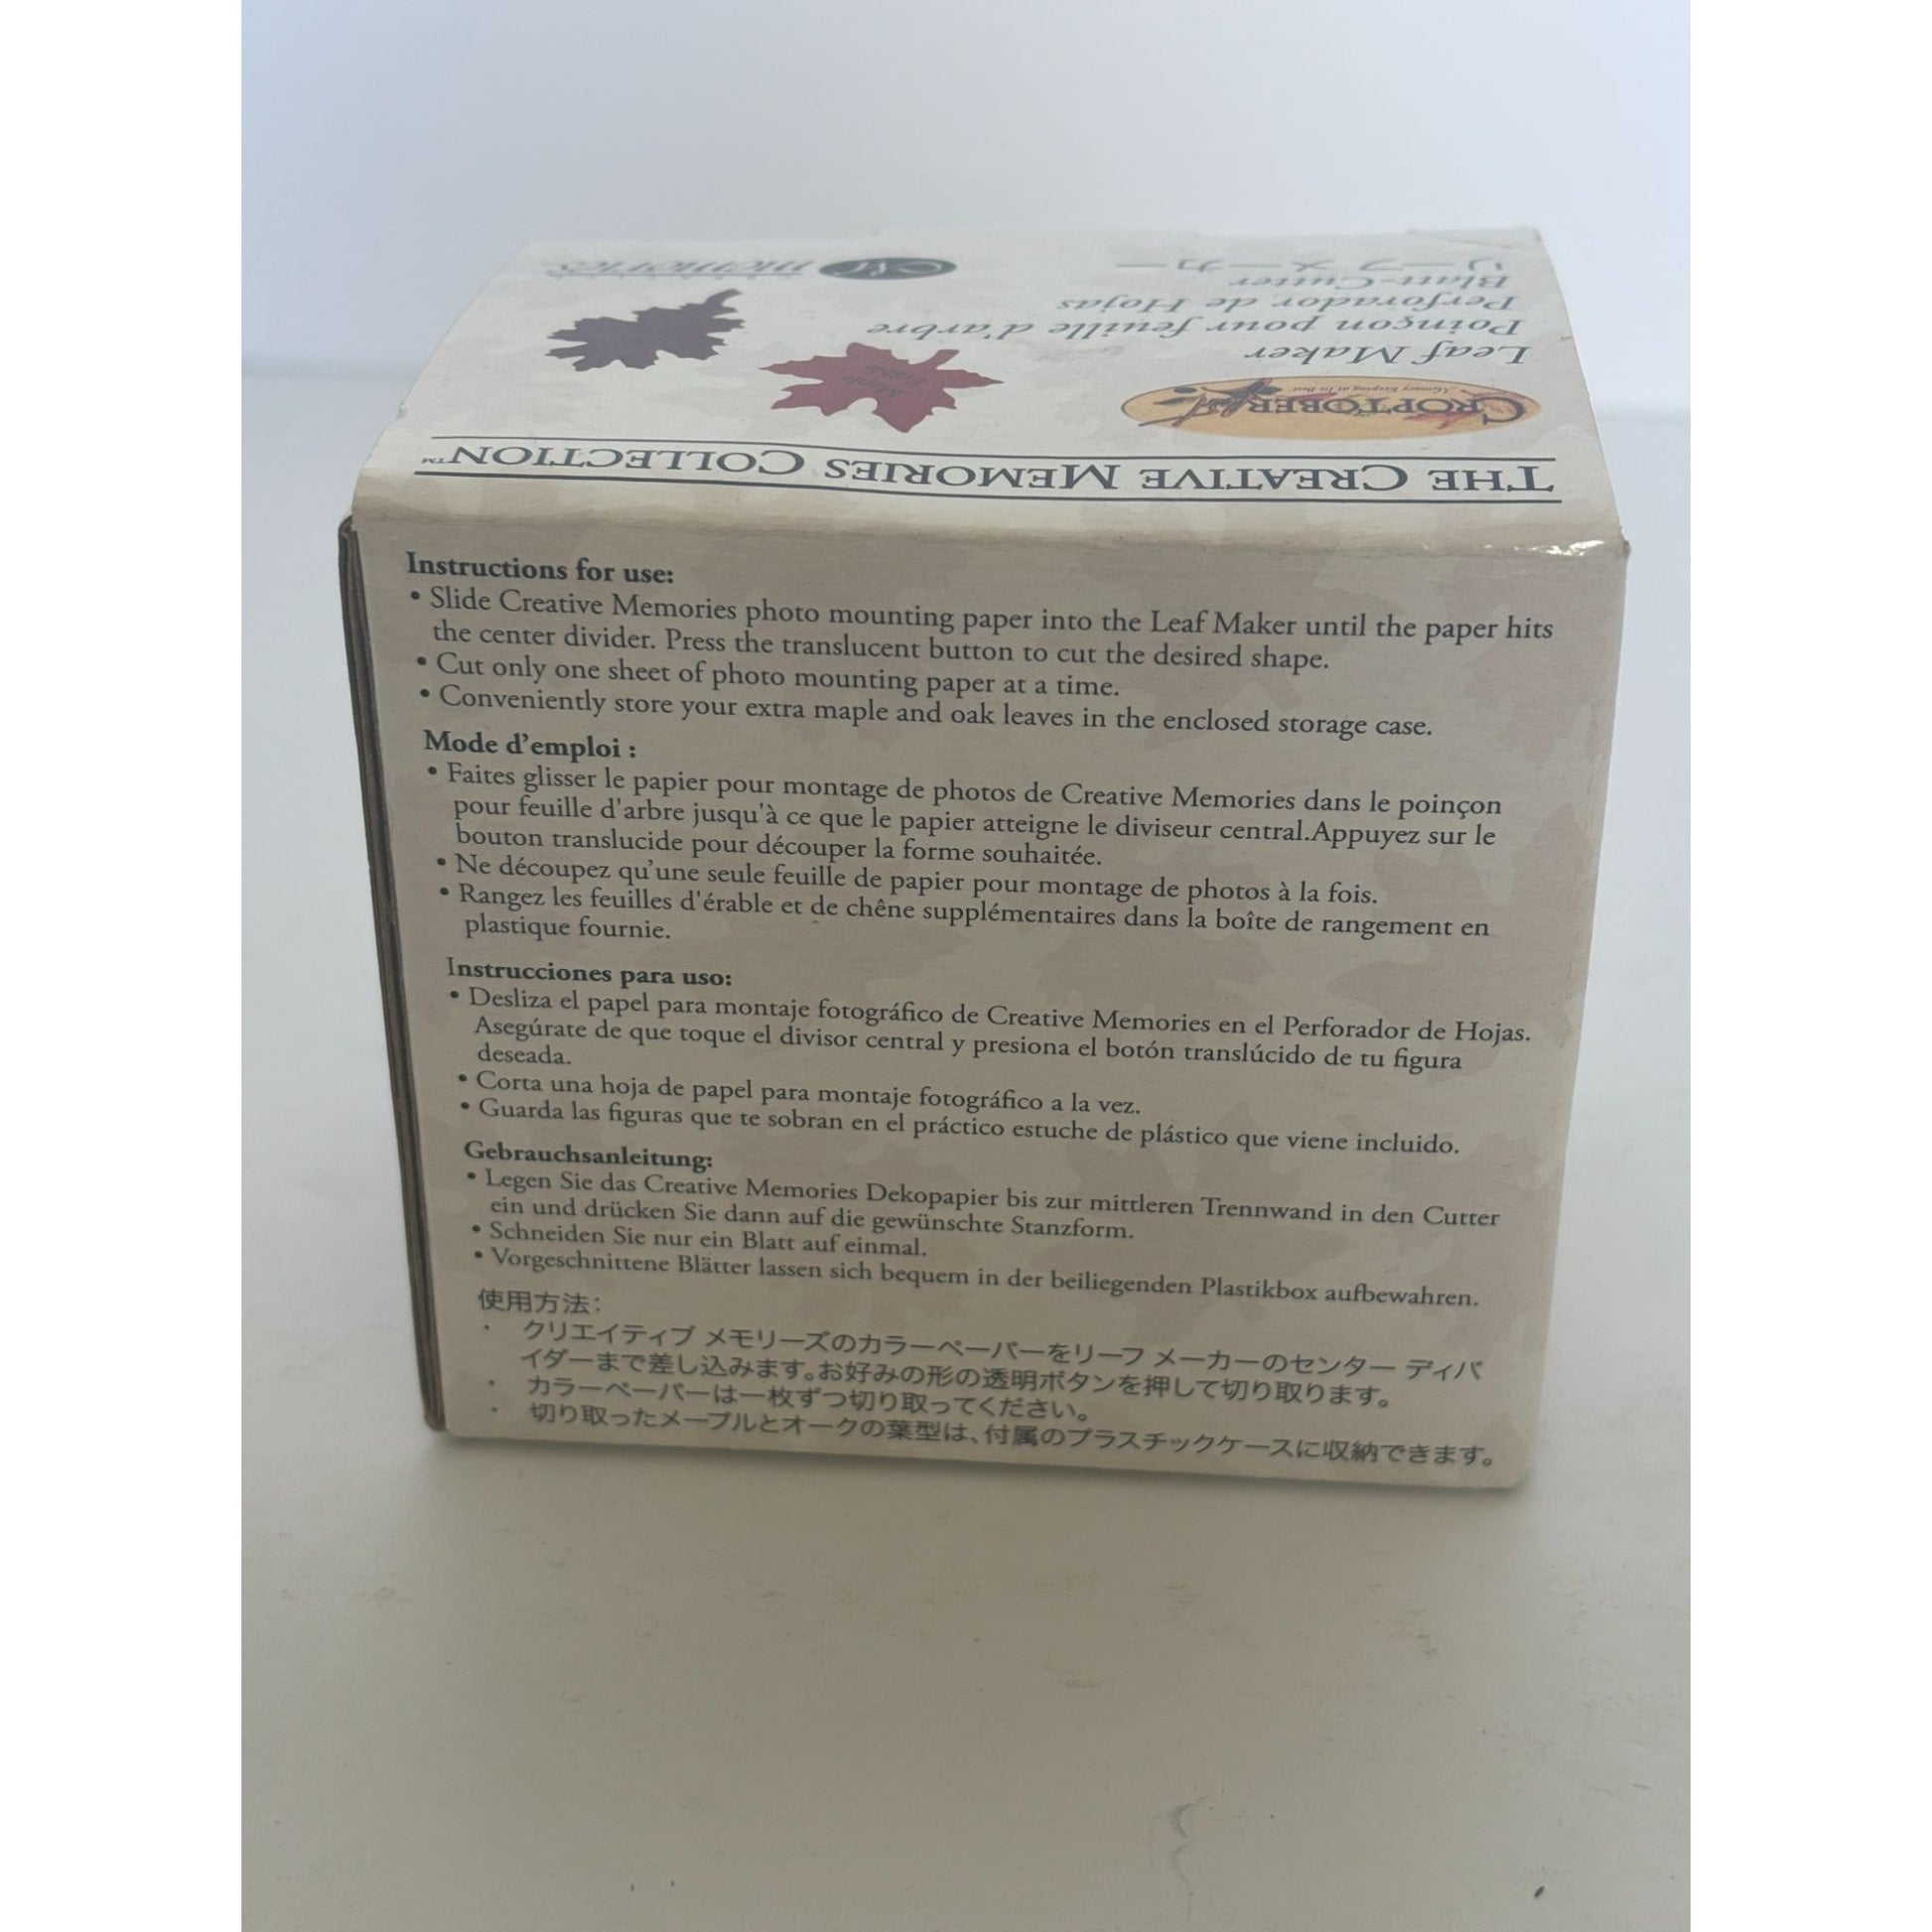 memories
リーフ メーカー
Blatt-Cutter
Perforador de Hojas
Poinçon pour feuille d'arbre
Leaf Maker
Maple
Erable
CROPTOBER
Memory Keeping at Its Best
THE CREATIVE MEMORIES COLLECTION™
Instructions for use:
• Slide Creative Memories photo mounting paper into the Leaf Maker until the paper hits
the center divider. Press the translucent button to cut the desired shape.
• Cut only one sheet of photo mounting paper at a time.
• Conveniently store your extra maple and oak leaves in the enclosed storage case.
Mode d'emploi :
• Faites glisser le papier pour montage de photos de Creative Memories dans le poinçon
pour feuille d'arbre jusqu'à ce que le papier atteigne le diviseur central.Appuyez sur le
bouton translucide pour découper la forme souhaitée.
• Ne découpez qu'une seule feuille de papier pour montage de photos à la fois.
• Rangez les feuilles d'érable et de chêne supplémentaires dans la boîte de rangement en
plastique fournie.
Instrucciones para uso:
• Desliza el papel para montaje fotográfico de Creative Memories en el Perforador de Hojas.
Asegúrate de que toque el divisor central y presiona el botón translúcido de tu figura
deseada.
• Corta una hoja de papel para montaje fotográfico a la vez.
• Guarda las figuras que te sobran en el práctico estuche de plástico que viene incluido.
Gebrauchsanleitung:
• Legen Sie das Creative Memories Dekopapier bis zur mittleren Trennwand in den Cutter
ein und drücken Sie dann auf die gewünschte Stanzform.
• Schneiden Sie nur ein Blatt auf einmal.
• Vorgeschnittene Blätter lassen sich bequem in der beiliegenden Plastikbox aufbewahren.
使用方法：
・ クリエイティブ メモリーズのカラーペーパーをリーフ メーカーのセンター ディバ
イダーまで差し込みます。お好みの形の透明ボタンを押して切り取ります。
・ カラーペーパーは一枚ずつ切り取ってください。
・ 切り取ったメープルとオークの葉型は、付属のプラスチックケースに収納できます。